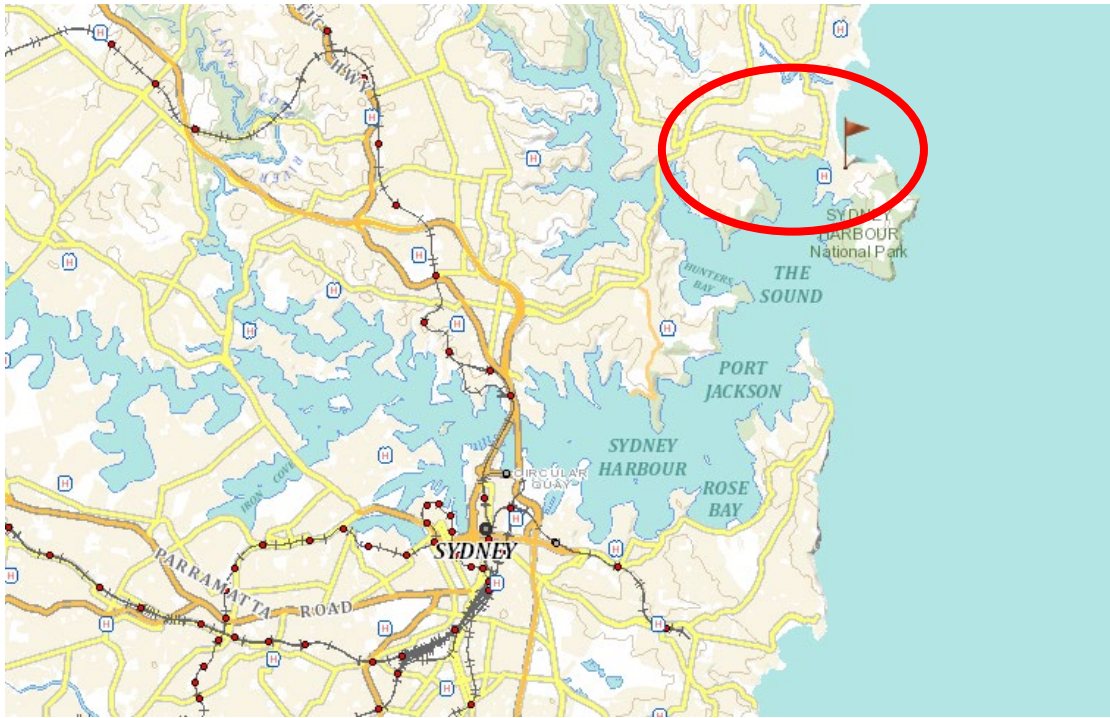 H
FIC
H
HWY
LANE
COVE
RIVER
H
H
H
SYDNEY
HARBOUR
National Park
H
HUNTERS
BAY
THE
SOUND
H
H
H
H
PORT
JACKSON
SYDNEY
HARBOUR
H
IRON COVE
CIRCULAR
QUAY
ROSE
BAY
H
SYDNEY
H
H
PARRAMATTA
ROAD
H
H
H
H
H
H